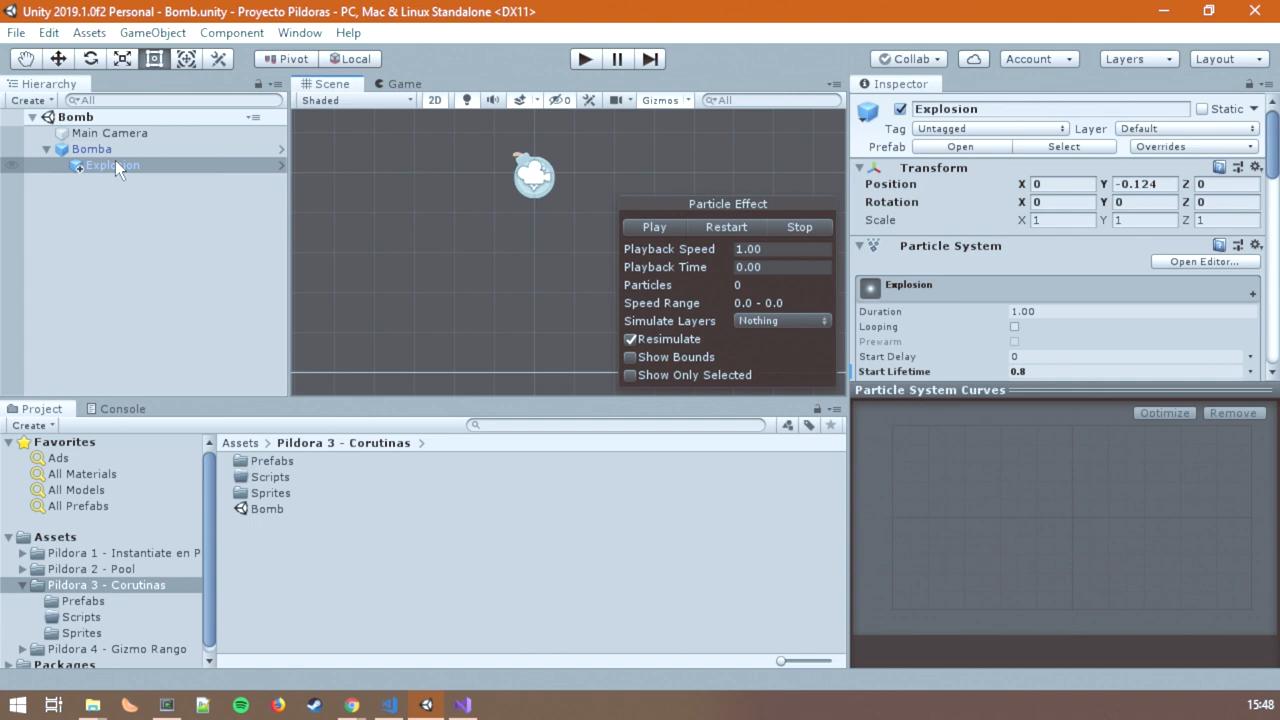 Unity 2019.1.0f2 Personal - Bomb.unity - Proyecto Pildoras - PC, Mac & Linux Standalone <DX11>
File Edit Assets GameObject Component Window Help
Pivot Local Collab Account Layers Layout
Hierarchy
Create All
Bomb
Main Camera
Bomba
Explosion
Scene Game
Shaded 2D 0 Gizmos All
Particle Effect
Play Restart Stop
Playback Speed 1.00
Playback Time 0.00
Particles 0
Speed Range 0.0 - 0.0
Simulate Layers Nothing
Resimulate
Show Bounds
Show Only Selected
Inspector
Explosion Static
Tag Untagged Layer Default
Prefab Open Select Overrides
Transform
Position X 0 Y -0.124 Z 0
Rotation X 0 Y 0 Z 0
Scale X 1 Y 1 Z 1
Particle System
Open Editor...
Explosion
Duration 1.00
Looping
Prewarm
Start Delay 0
Start Lifetime 0.8
Particle System Curves
Optimize Remove
Project Console
Create
Favorites
Ads
All Materials
All Models
All Prefabs
Assets
Pildora 1 - Instantiate en P
Pildora 2 - Pool
Pildora 3 - Corutinas
Prefabs
Scripts
Sprites
Pildora 4 - Gizmo Rango
Packages
Assets > Pildora 3 - Corutinas >
Prefabs
Scripts
Sprites
Bomb
15:48